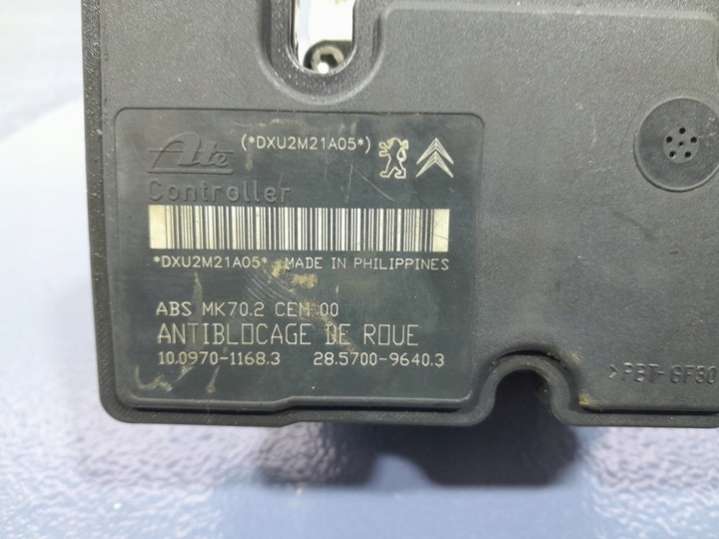 (*DXU2M21A05*)
Ate
Controller
*DXU2M21A05* MADE IN PHILIPPINES
ABS MK70.2 CEM 00
ANTIBLOCAGE DE ROUE
10.0970-1168.3 28.5700-9640.3
>PBT-GF30